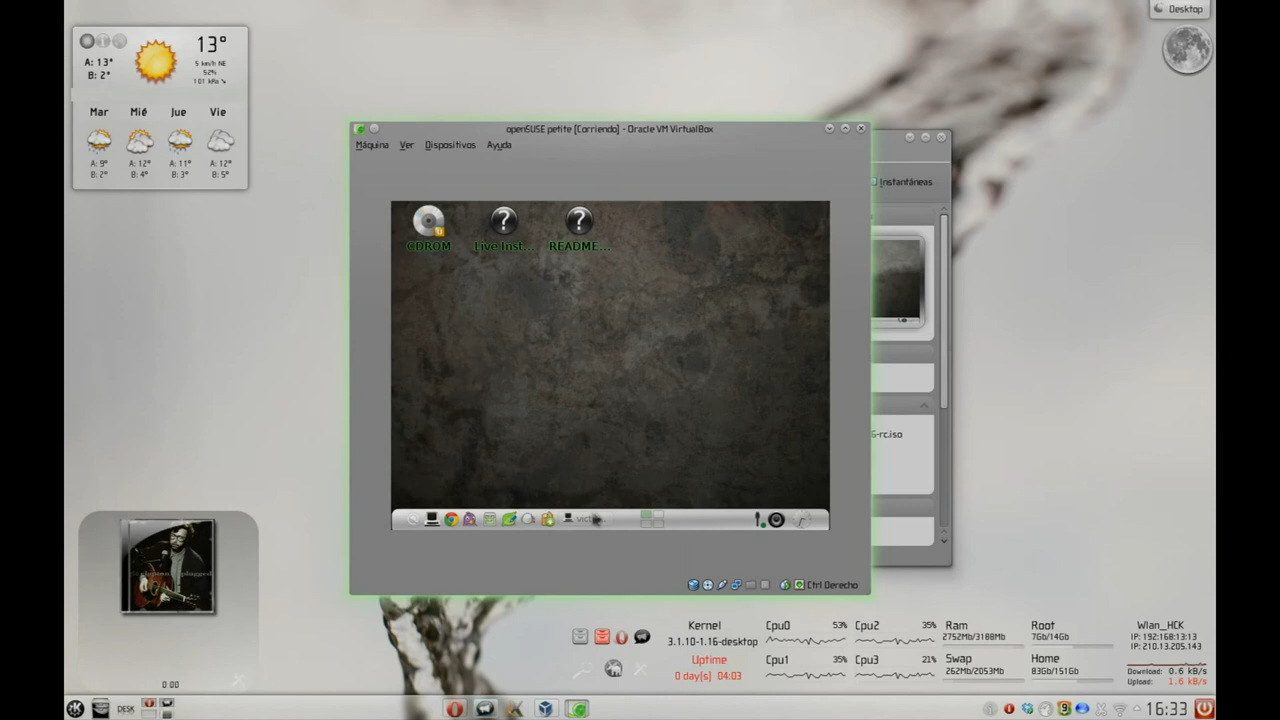 Desktop
13°
A: 13°
B: 2°
5 km/h NE
52%
101 kPa
Mar Mié Jue Vie
A: 9° A: 12° A: 11° A: 12°
B: 2° B: 4° B: 3° B: 5°
openSUSE petite [Corriendo] - Oracle VM VirtualBox
Máquina Ver Dispositivos Ayuda
Instantáneas
CDROM Live Inst... README...
-rc.iso
Ctrl Derecho
unplugged
0:00
Kernel
3.1.10-1.16-desktop
Uptime
0 day(s) 04:03
Cpu0 53%
Cpu1 35%
Cpu2 35%
Cpu3 21%
Ram
2752Mb/3188Mb
Swap
262Mb/2053Mb
Root
7Gb/14Gb
Home
83Gb/151Gb
Wlan_HCK
IP: 192:168:13:13
IP: 210.13.205.143
Download: 0.6 kB/s
Upload: 1.6 kB/s
DESK
9
16:33